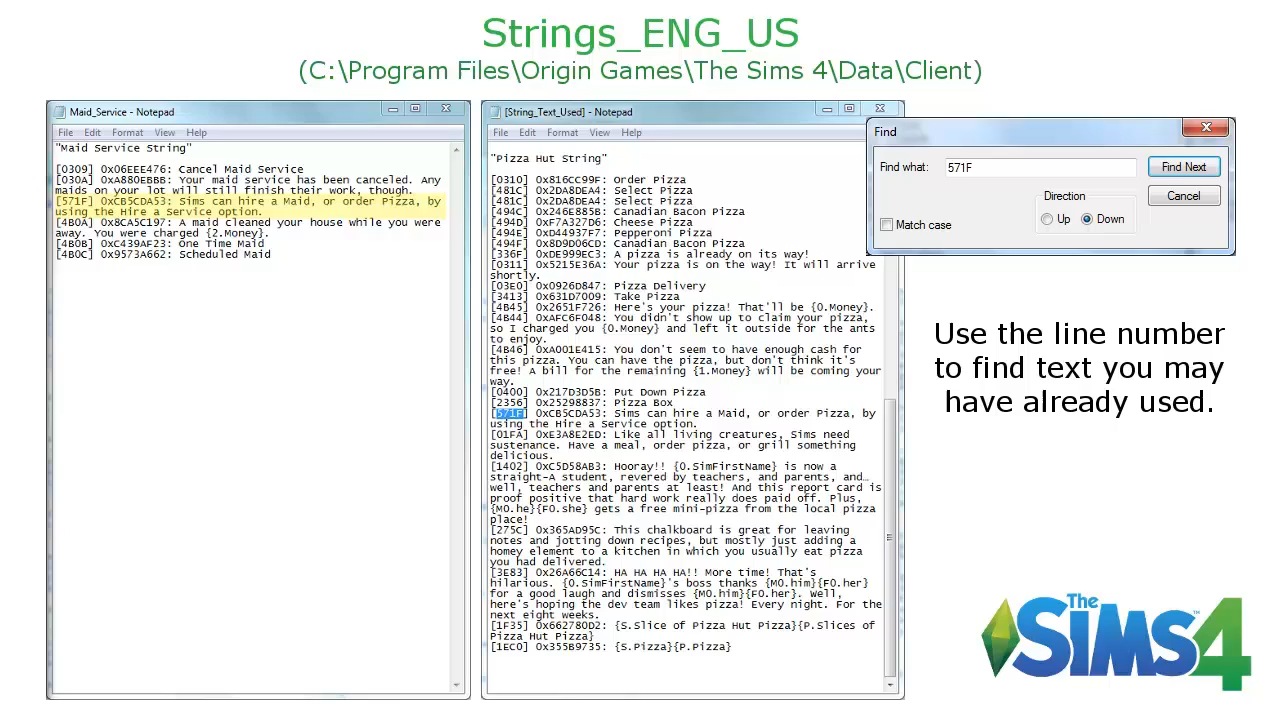 Strings_ENG_US
(C:\Program Files\Origin Games\The Sims 4\Data\Client)
Maid_Service - Notepad
File Edit Format View Help
"Maid Service String"
[0309] 0x06EEE476: Cancel Maid Service
[030A] 0xA880EBBB: Your maid service has been canceled. Any
maids on your lot will still finish their work, though.
[571F] 0xCB5CDA53: Sims can hire a Maid, or order Pizza, by
using the Hire a Service option.
[4B0A] 0x8CA5C197: A maid cleaned your house while you were
away. You were charged {2.Money}.
[4B0B] 0xC439AF23: One Time Maid
[4B0C] 0x9573A662: Scheduled Maid
[String_Text_Used] - Notepad
File Edit Format View Help
"Pizza Hut String"
[0310] 0x816CC99F: Order Pizza
[481C] 0x2DA8DEA4: Select Pizza
[481C] 0x2DA8DEA4: Select Pizza
[494C] 0x246E885B: Canadian Bacon Pizza
[494D] 0xF7A327D6: Cheese Pizza
[494E] 0xD44937F7: Pepperoni Pizza
[494F] 0x8D9D06CD: Canadian Bacon Pizza
[336F] 0xDE999EC3: A pizza is already on its way!
[0311] 0x5215E36A: Your pizza is on the way! It will arrive
shortly.
[03E0] 0x0926D847: Pizza Delivery
[3413] 0x631D7009: Take Pizza
[4B45] 0x2651F726: Here's your pizza! That'll be {0.Money}.
[4B44] 0xAFC6F048: You didn't show up to claim your pizza,
so I charged you {0.Money} and left it outside for the ants
to enjoy.
[4B46] 0xA001E415: You don't seem to have enough cash for
this pizza. You can have the pizza, but don't think it's
free! A bill for the remaining {1.Money} will be coming your
way.
[0400] 0x217D3D5B: Put Down Pizza
[2356] 0x25298837: Pizza Box
[571F] 0xCB5CDA53: Sims can hire a Maid, or order Pizza, by
using the Hire a Service option.
[01FA] 0xE3A8E2ED: Like all living creatures, Sims need
sustenance. Have a meal, order pizza, or grill something
delicious.
[1402] 0xC5D58AB3: Hooray!! {0.SimFirstName} is now a
straight-A student, revered by teachers, and parents, and…
well, teachers and parents at least! And this report card is
proof positive that hard work really does paid off. Plus,
{M0.he}{F0.she} gets a free mini-pizza from the local pizza
place!
[275C] 0x365AD95C: This chalkboard is great for leaving
notes and jotting down recipes, but mostly just adding a
homey element to a kitchen in which you usually eat pizza
you had delivered.
[3E83] 0x26A66C14: HA HA HA HA!! More time! That's
hilarious. {0.SimFirstName}'s boss thanks {M0.him}{F0.her}
for a good laugh and dismisses {M0.him}{F0.her}. Well,
here's hoping the dev team likes pizza! Every night. For the
next eight weeks.
[1F35] 0x662780D2: {S.Slice of Pizza Hut Pizza}{P.Slices of
Pizza Hut Pizza}
[1EC0] 0x355B9735: {S.Pizza}{P.Pizza}
Find
Find what: 571F
Find Next
Direction
Cancel
Up Down
Match case
Use the line number
to find text you may
have already used.
The
SIMS 4